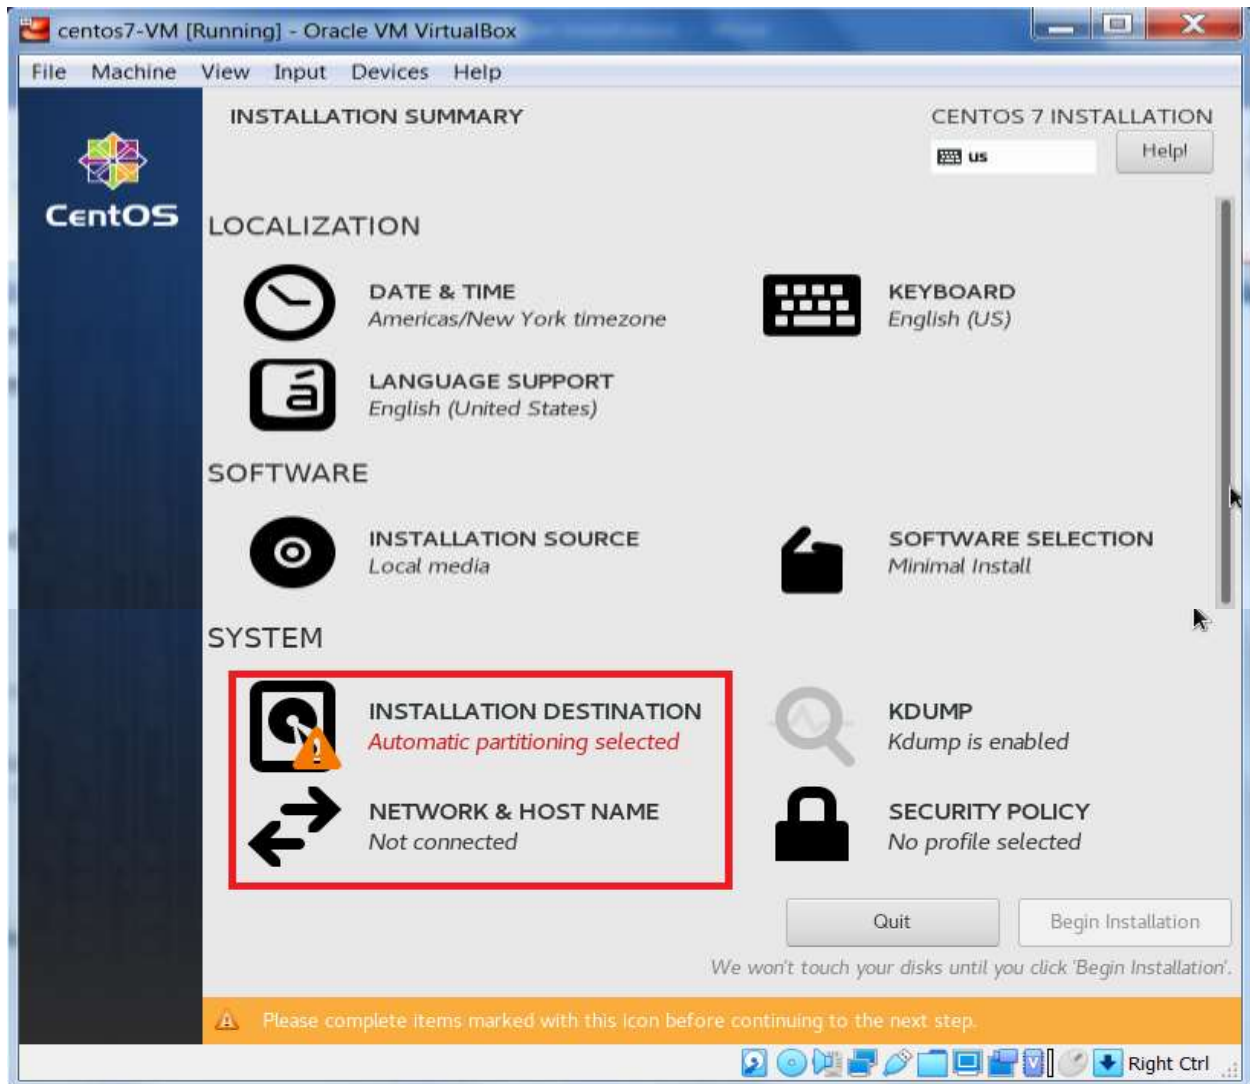 centos7-VM [Running] - Oracle VM VirtualBox
File Machine View Input Devices Help
INSTALLATION SUMMARY
CENTOS 7 INSTALLATION
us
Help!
CentOS
LOCALIZATION
DATE & TIME
Americas/New York timezone
KEYBOARD
English (US)
á
LANGUAGE SUPPORT
English (United States)
SOFTWARE
INSTALLATION SOURCE
Local media
SOFTWARE SELECTION
Minimal Install
SYSTEM
INSTALLATION DESTINATION
Automatic partitioning selected
KDUMP
Kdump is enabled
NETWORK & HOST NAME
Not connected
SECURITY POLICY
No profile selected
Quit
Begin Installation
We won't touch your disks until you click 'Begin Installation'.
Please complete items marked with this icon before continuing to the next step.
Right Ctrl